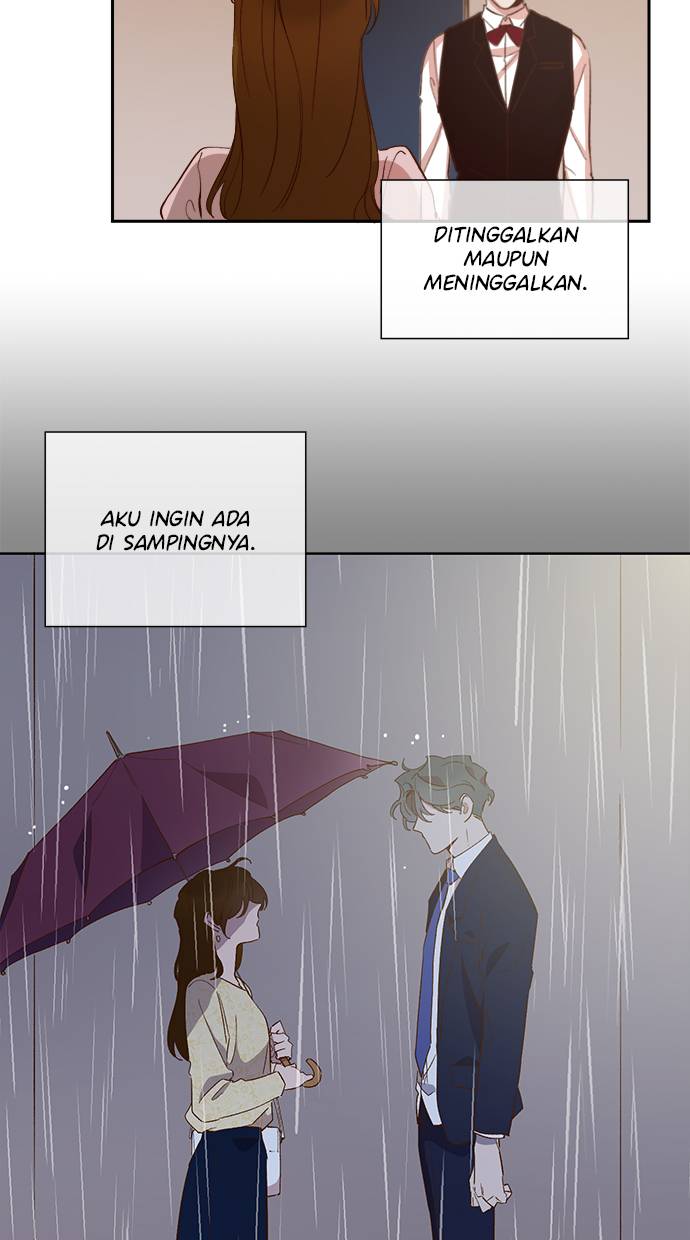 DITINGGALKAN
MAUPUN
MENINGGALKAN.
AKU INGIN ADA
DI SAMPINGNYA.